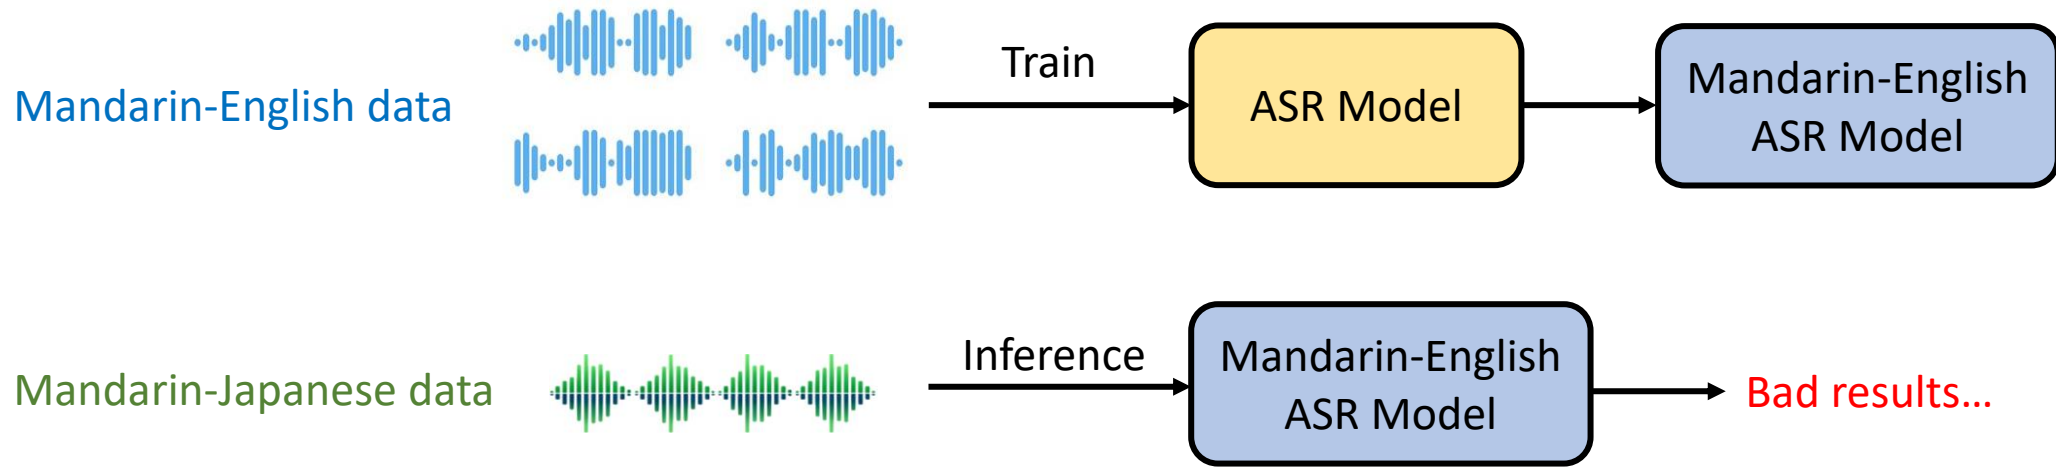 Mandarin-English data
Train
ASR Model
Mandarin-English
ASR Model
Mandarin-Japanese data
Inference
Mandarin-English
ASR Model
Bad results...